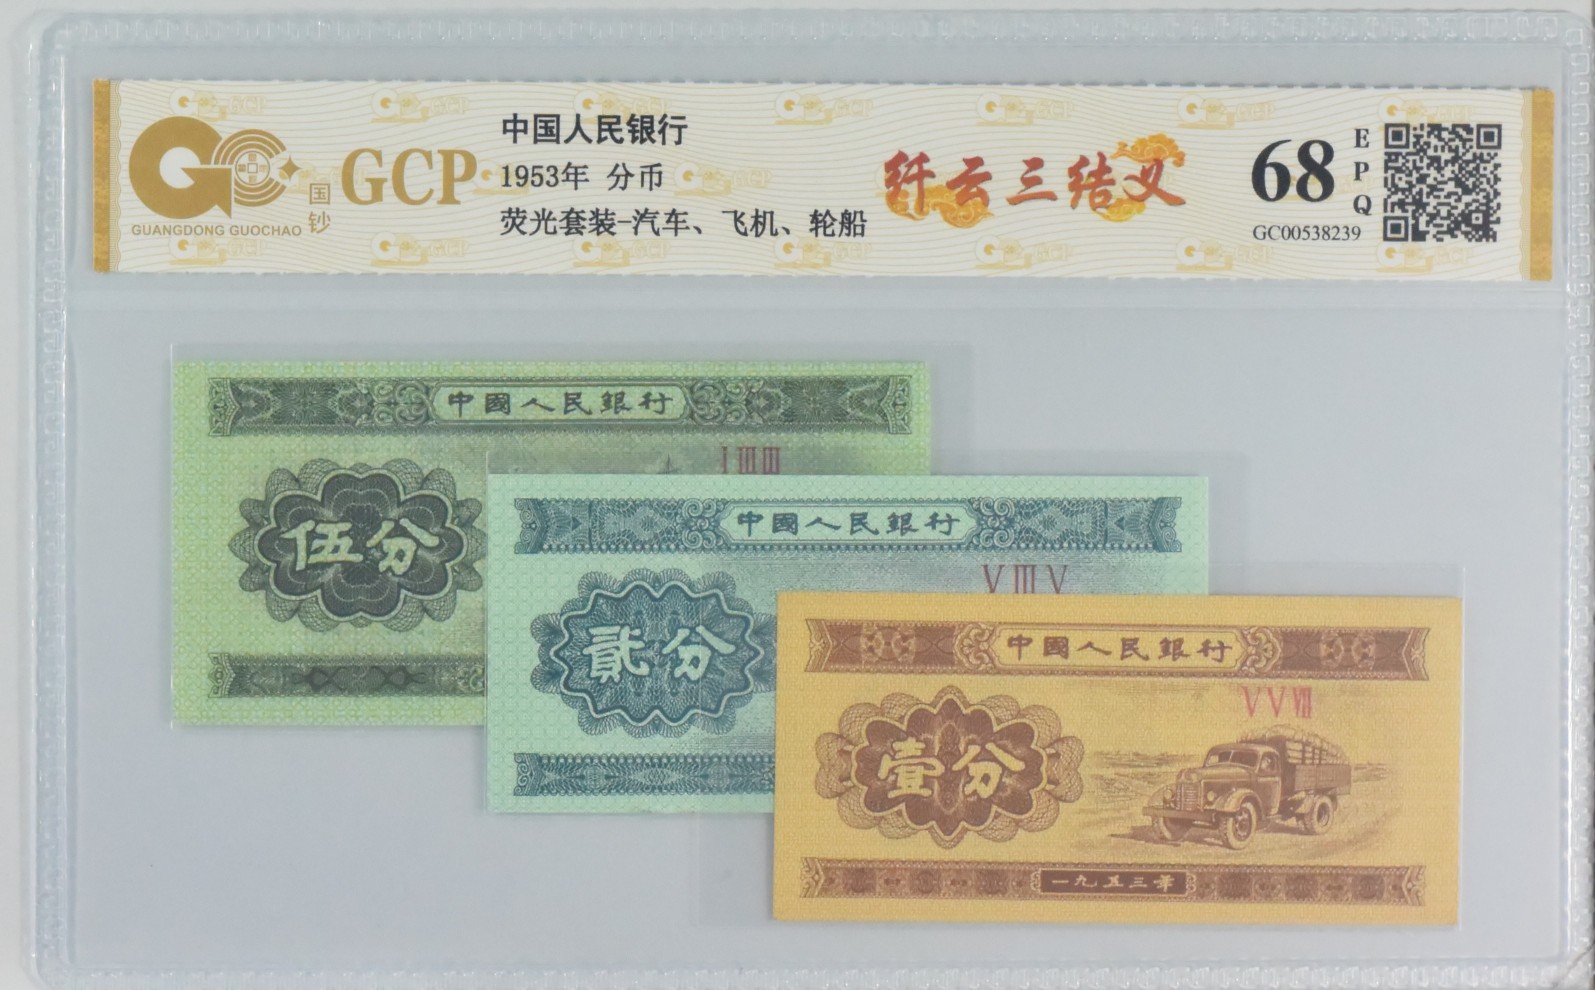 GUANGDONG GUOCHAO
国钞
GCP
中国人民银行
1953年 分币
荧光套装-汽车、飞机、轮船
纤云三结义
68
EPQ
GC00538239
中國人民銀行
I III III
伍分
中國人民銀行
V III V
貳分
中國人民銀行
V V VII
壹分
一九五三年